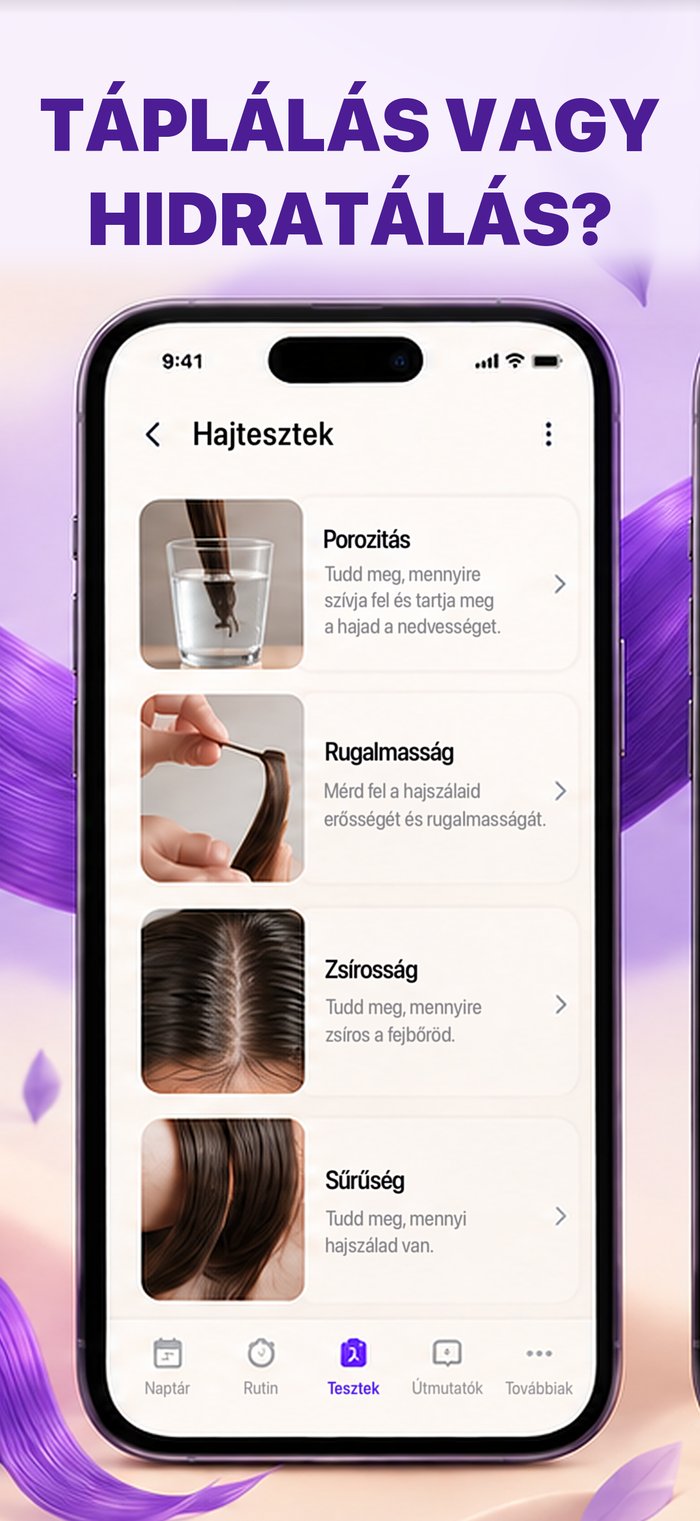 TÁPLÁLÁS VAGY
HIDRATÁLÁS?
9:41
Hajtesztek
Porozitás
Tudd meg, mennyire
szívja fel és tartja meg
a hajad a nedvességet.
Rugalmasság
Mérd fel a hajszálaid
erősségét és rugalmasságát.
Zsírosság
Tudd meg, mennyire
zsíros a fejbőröd.
Sűrűség
Tudd meg, mennyi
hajszálad van.
Naptár
Rutin
Tesztek
Útmutatók
Továbbiak